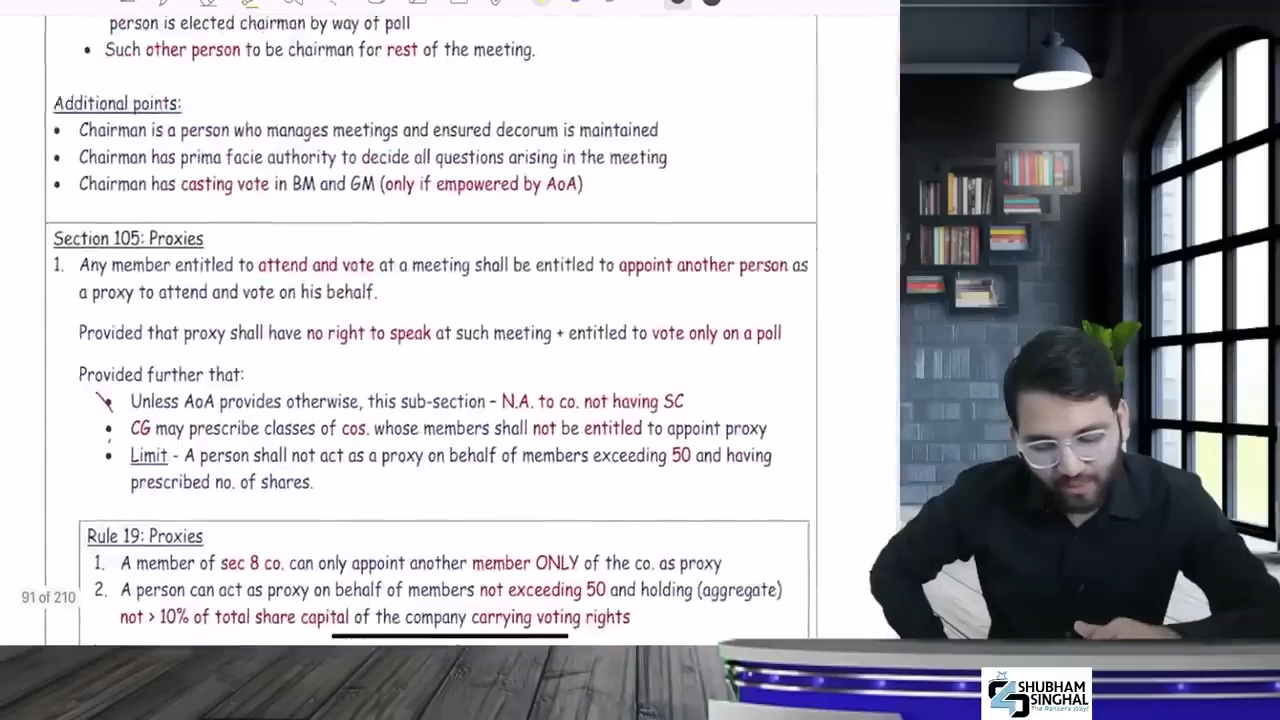 person is elected chairman by way of poll
• Such other person to be chairman for rest of the meeting.
Additional points:
• Chairman is a person who manages meetings and ensured decorum is maintained
• Chairman has prima facie authority to decide all questions arising in the meeting
• Chairman has casting vote in BM and GM (only if empowered by AoA)
Section 105: Proxies
1. Any member entitled to attend and vote at a meeting shall be entitled to appoint another person as
a proxy to attend and vote on his behalf.
Provided that proxy shall have no right to speak at such meeting + entitled to vote only on a poll
Provided further that:
• Unless AoA provides otherwise, this sub-section - N.A. to co. not having SC
• CG may prescribe classes of cos. whose members shall not be entitled to appoint proxy
• Limit - A person shall not act as a proxy on behalf of members exceeding 50 and having
prescribed no. of shares.
Rule 19: Proxies
1. A member of sec 8 co. can only appoint another member ONLY of the co. as proxy
2. A person can act as proxy on behalf of members not exceeding 50 and holding (aggregate)
not > 10% of total share capital of the company carrying voting rights
91 of 210
SHUBHAM
SINGHAL
The Rankers Way!